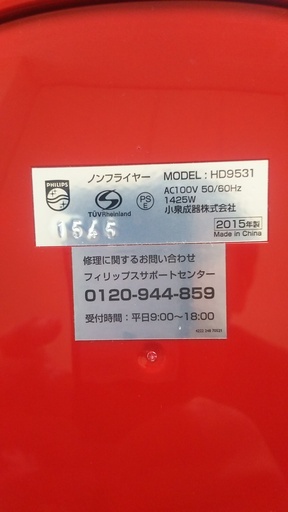 PHILIPS
ノンフライヤー MODEL : HD9531
AC100V 50/60Hz
1425W
小泉成器株式会社
TÜVRheinland
PS
E
1545
2015年製
Made in China
修理に関するお問い合わせ
フィリップスサポートセンター
0120-944-859
受付時間：平日9:00〜18:00